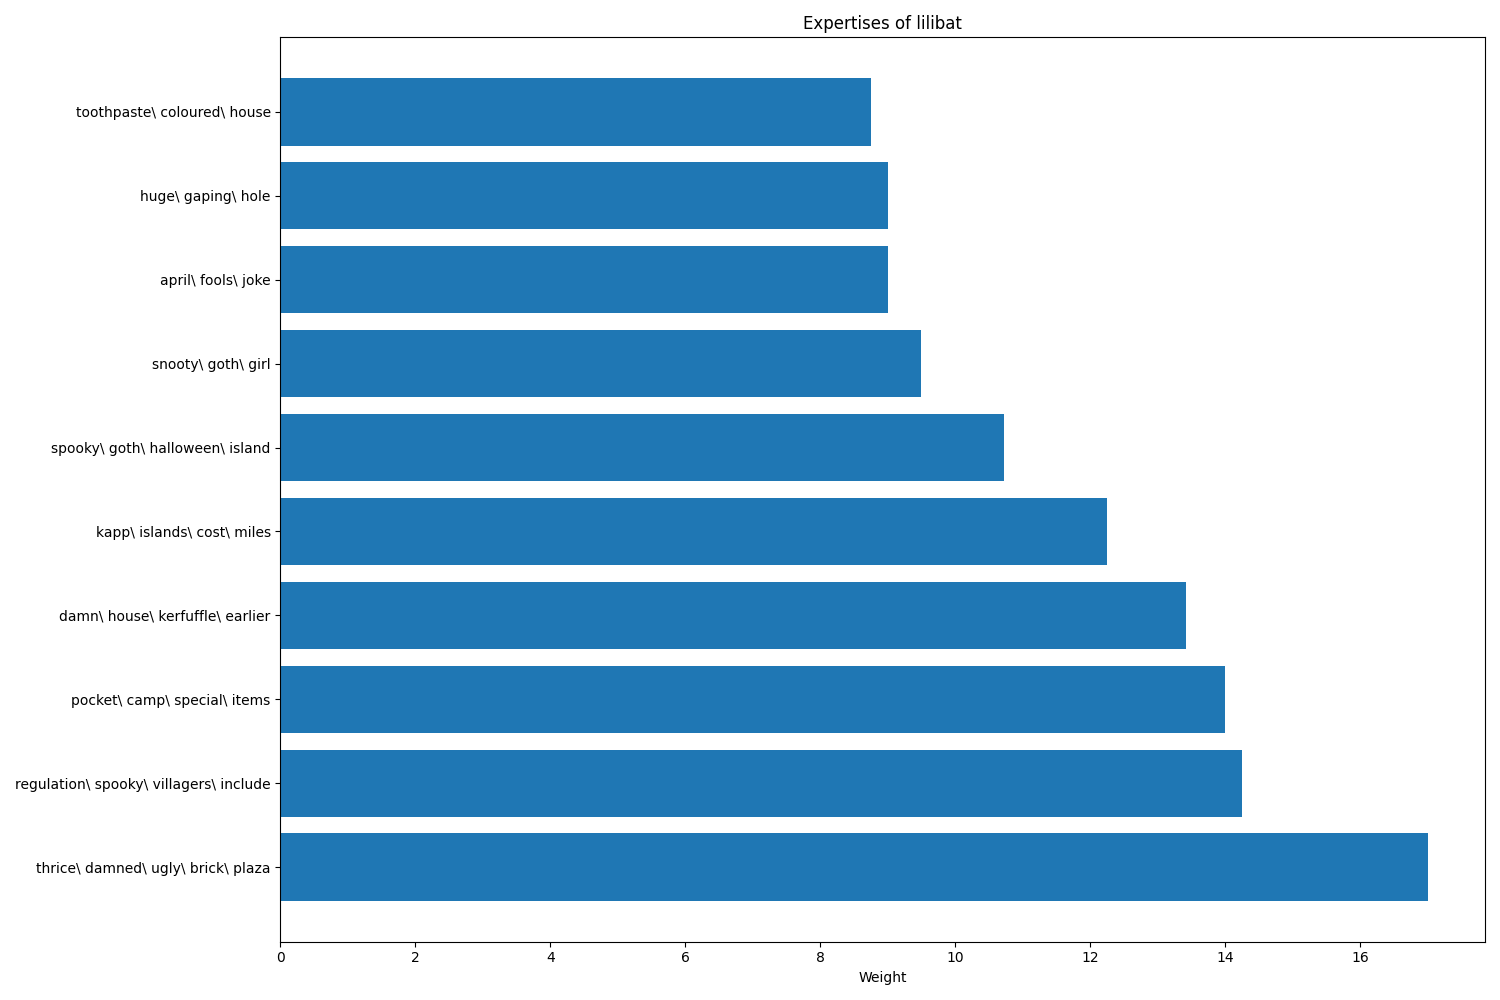 Expertises of lilibat
toothpaste\ coloured\ house
huge\ gaping\ hole
april\ fools\ joke
snooty\ goth\ girl
spooky\ goth\ halloween\ island
kapp\ islands\ cost\ miles
damn\ house\ kerfuffle\ earlier
pocket\ camp\ special\ items
regulation\ spooky\ villagers\ include
thrice\ damned\ ugly\ brick\ plaza
0 2 4 6 8 10 12 14 16
Weight